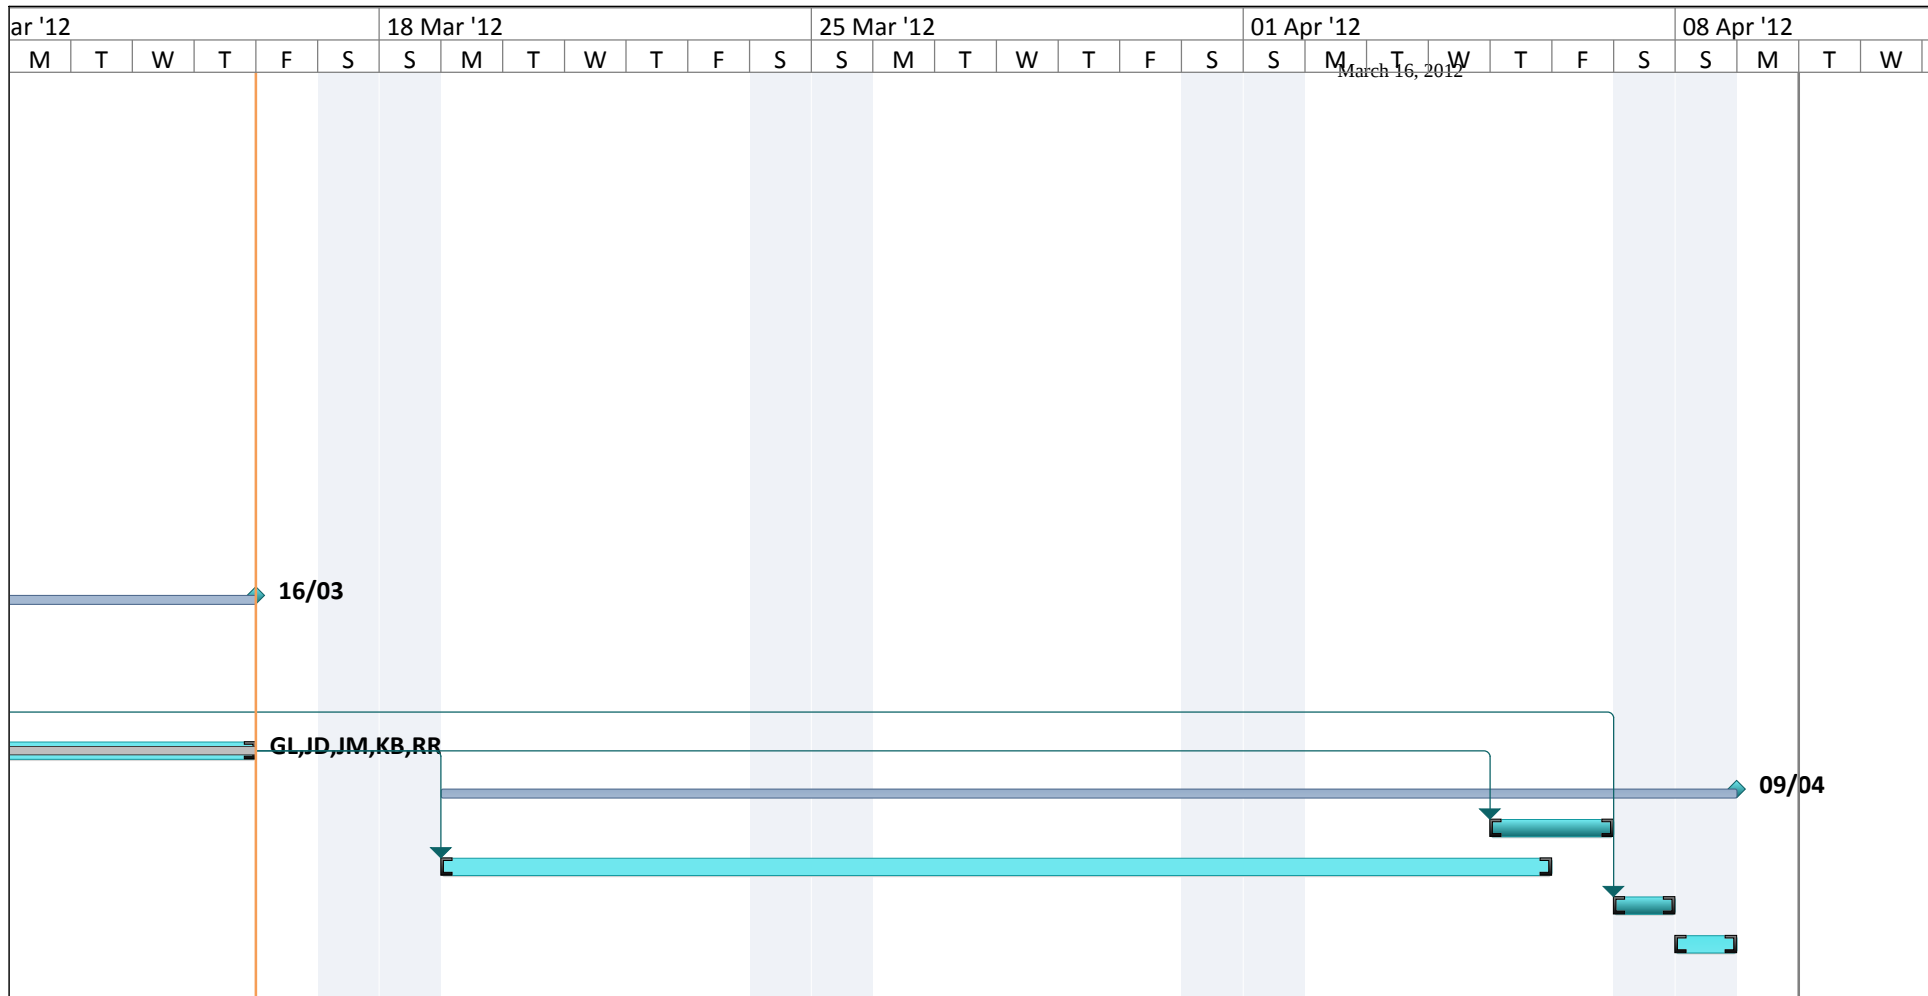 ar '12 18 Mar '12 25 Mar '12 01 Apr '12 08 Apr '12
M T W T F S S M T W T F S S M T W T F S S M T W T F S S M T W
March 16, 2012
16/03
GL,JD,JM,KB,RR
09/04